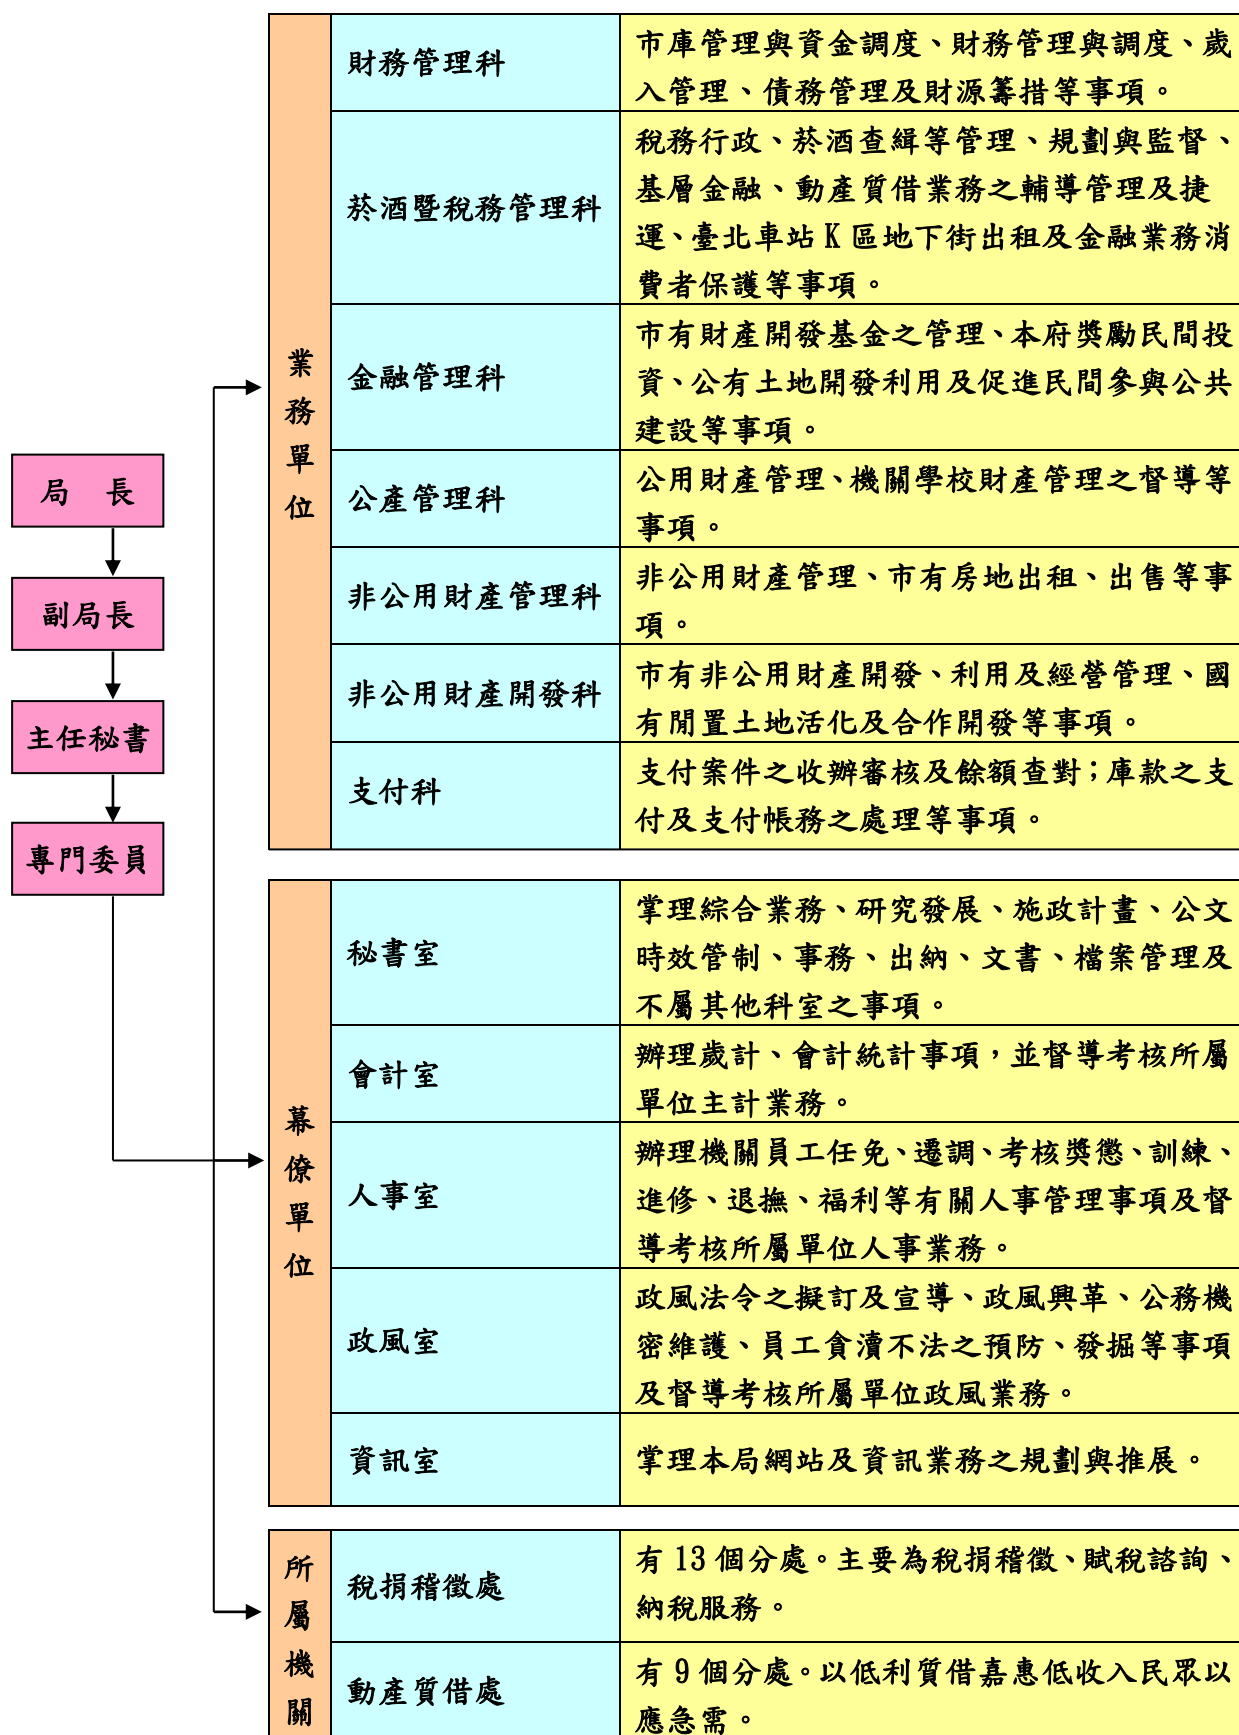 局　長
副局長
主任秘書
專門委員
業務單位
財務管理科
市庫管理與資金調度、財務管理與調度、歲
入管理、債務管理及財源籌措等事項。
菸酒暨稅務管理科
稅務行政、菸酒查緝等管理、規劃與監督、
基層金融、動產質借業務之輔導管理及捷
運、臺北車站 K 區地下街出租及金融業務消
費者保護等事項。
金融管理科
市有財產開發基金之管理、本府獎勵民間投
資、公有土地開發利用及促進民間參與公共
建設等事項。
公產管理科
公用財產管理、機關學校財產管理之督導等
事項。
非公用財產管理科
非公用財產管理、市有房地出租、出售等事
項。
非公用財產開發科
市有非公用財產開發、利用及經營管理、國
有閒置土地活化及合作開發等事項。
支付科
支付案件之收辦審核及餘額查對；庫款之支
付及支付帳務之處理等事項。
幕僚單位
秘書室
掌理綜合業務、研究發展、施政計畫、公文
時效管制、事務、出納、文書、檔案管理及
不屬其他科室之事項。
會計室
辦理歲計、會計統計事項，並督導考核所屬
單位主計業務。
人事室
辦理機關員工任免、遷調、考核獎懲、訓練、
進修、退撫、福利等有關人事管理事項及督
導考核所屬單位人事業務。
政風室
政風法令之擬訂及宣導、政風興革、公務機
密維護、員工貪瀆不法之預防、發掘等事項
及督導考核所屬單位政風業務。
資訊室
掌理本局網站及資訊業務之規劃與推展。
所屬機關
稅捐稽徵處
有 13 個分處。主要為稅捐稽徵、賦稅諮詢、
納稅服務。
動產質借處
有 9 個分處。以低利質借嘉惠低收入民眾以
應急需。